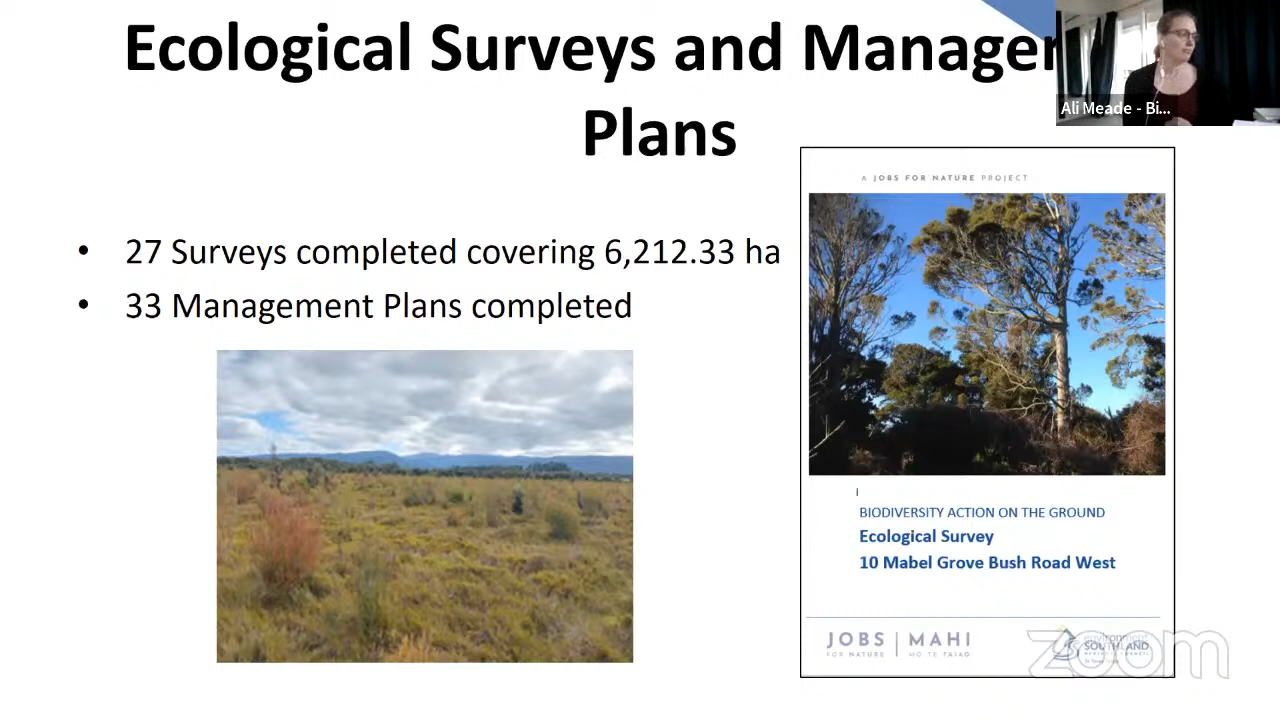 Ecological Surveys and Manage
Plans
Ali Meade - Bi...
A JOBS FOR NATURE PROJECT
• 27 Surveys completed covering 6,212.33 ha
• 33 Management Plans completed
BIODIVERSITY ACTION ON THE GROUND
Ecological Survey
10 Mabel Grove Bush Road West
JOBS | MAHI
FOR NATURE MŌ TE TAIAO
environment
SOUTHLAND
zoom